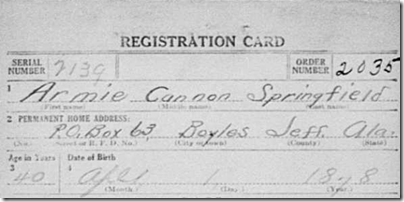 REGISTRATION CARD
SERIAL NUMBER 2139 ORDER NUMBER 2035
1 Armie Cannon Springfield
(First name) (Middle name) (Last name)
2 PERMANENT HOME ADDRESS:
P.O. Box 63, Boyles Jeff. Ala.
(No.) (Street or R. F. D. No.) (City or town) (County) (State)
Age in Years Date of Birth
3
40 April 1 1878
(Month.) (Day.) (Year.)